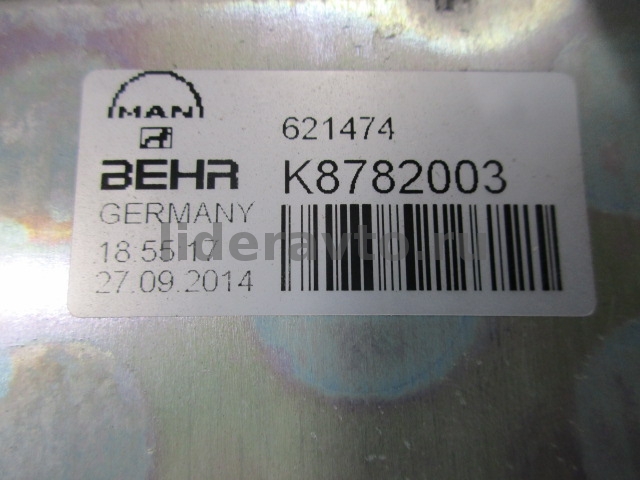 MAN
621474
BEHR
K8782003
GERMANY
18:55:17
27.09.2014
lideravto.ru